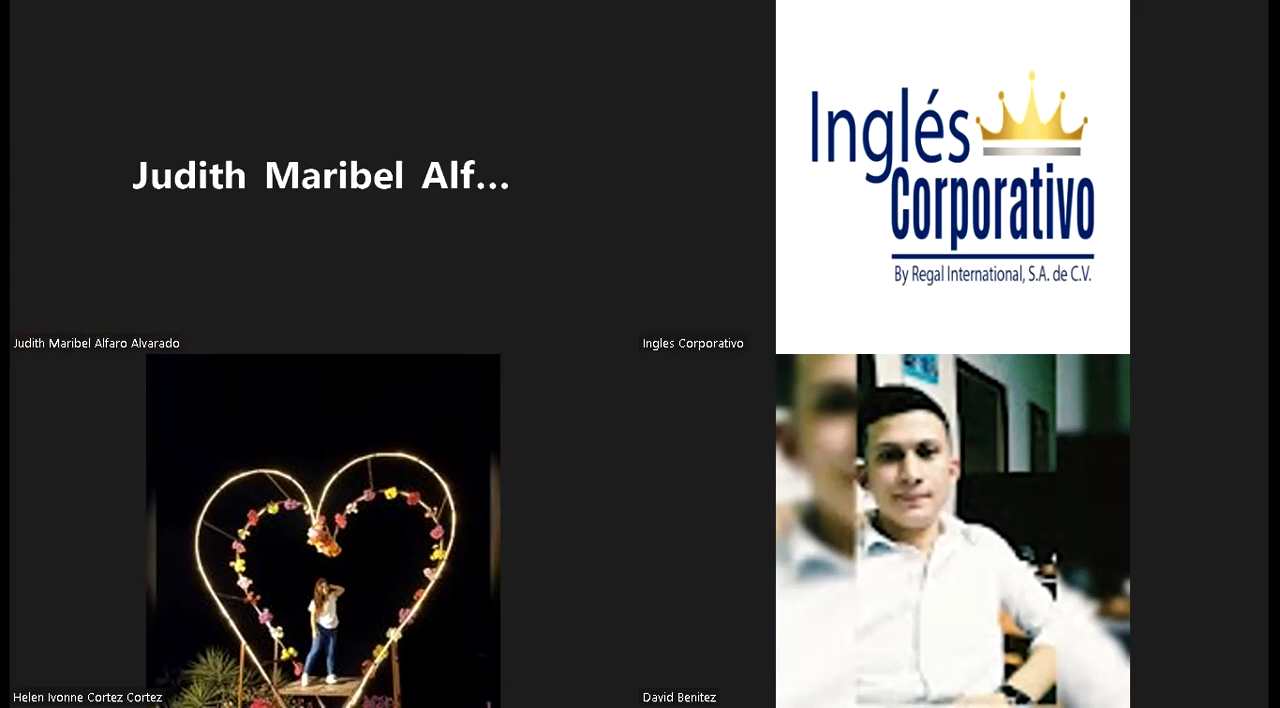 Judith Maribel Alf...
Inglés
Corporativo
By Regal International, S.A. de C.V.
Judith Maribel Alfaro Alvarado
Ingles Corporativo
Helen Ivonne Cortez Cortez
David Benitez